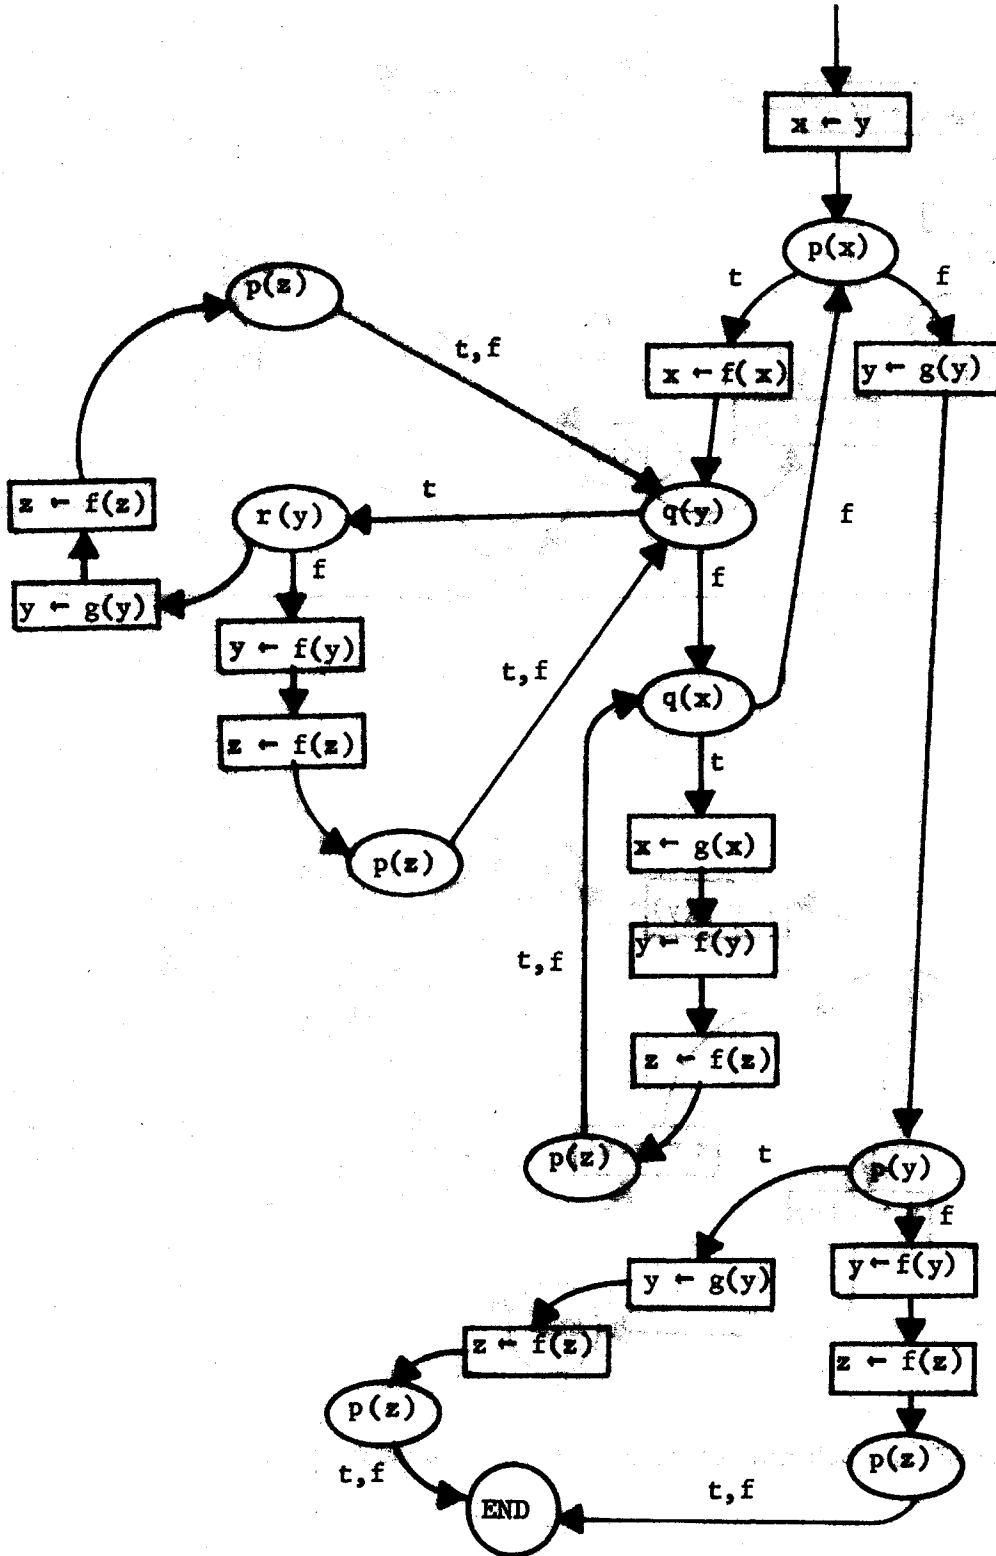 x ← y
p(x)
t
f
p(z)
t,f
x ← f(x)
y ← g(y)
z ← f(z)
r(y)
t
q(y)
f
y ← g(y)
f
f
y ← f(y)
t,f
q(x)
z ← f(z)
t
x ← g(x)
p(z)
y ← f(y)
t,f
z ← f(z)
p(z)
t
p(y)
f
y ← g(y)
y ← f(y)
z ← f(z)
z ← f(z)
p(z)
p(z)
t,f
t,f
END